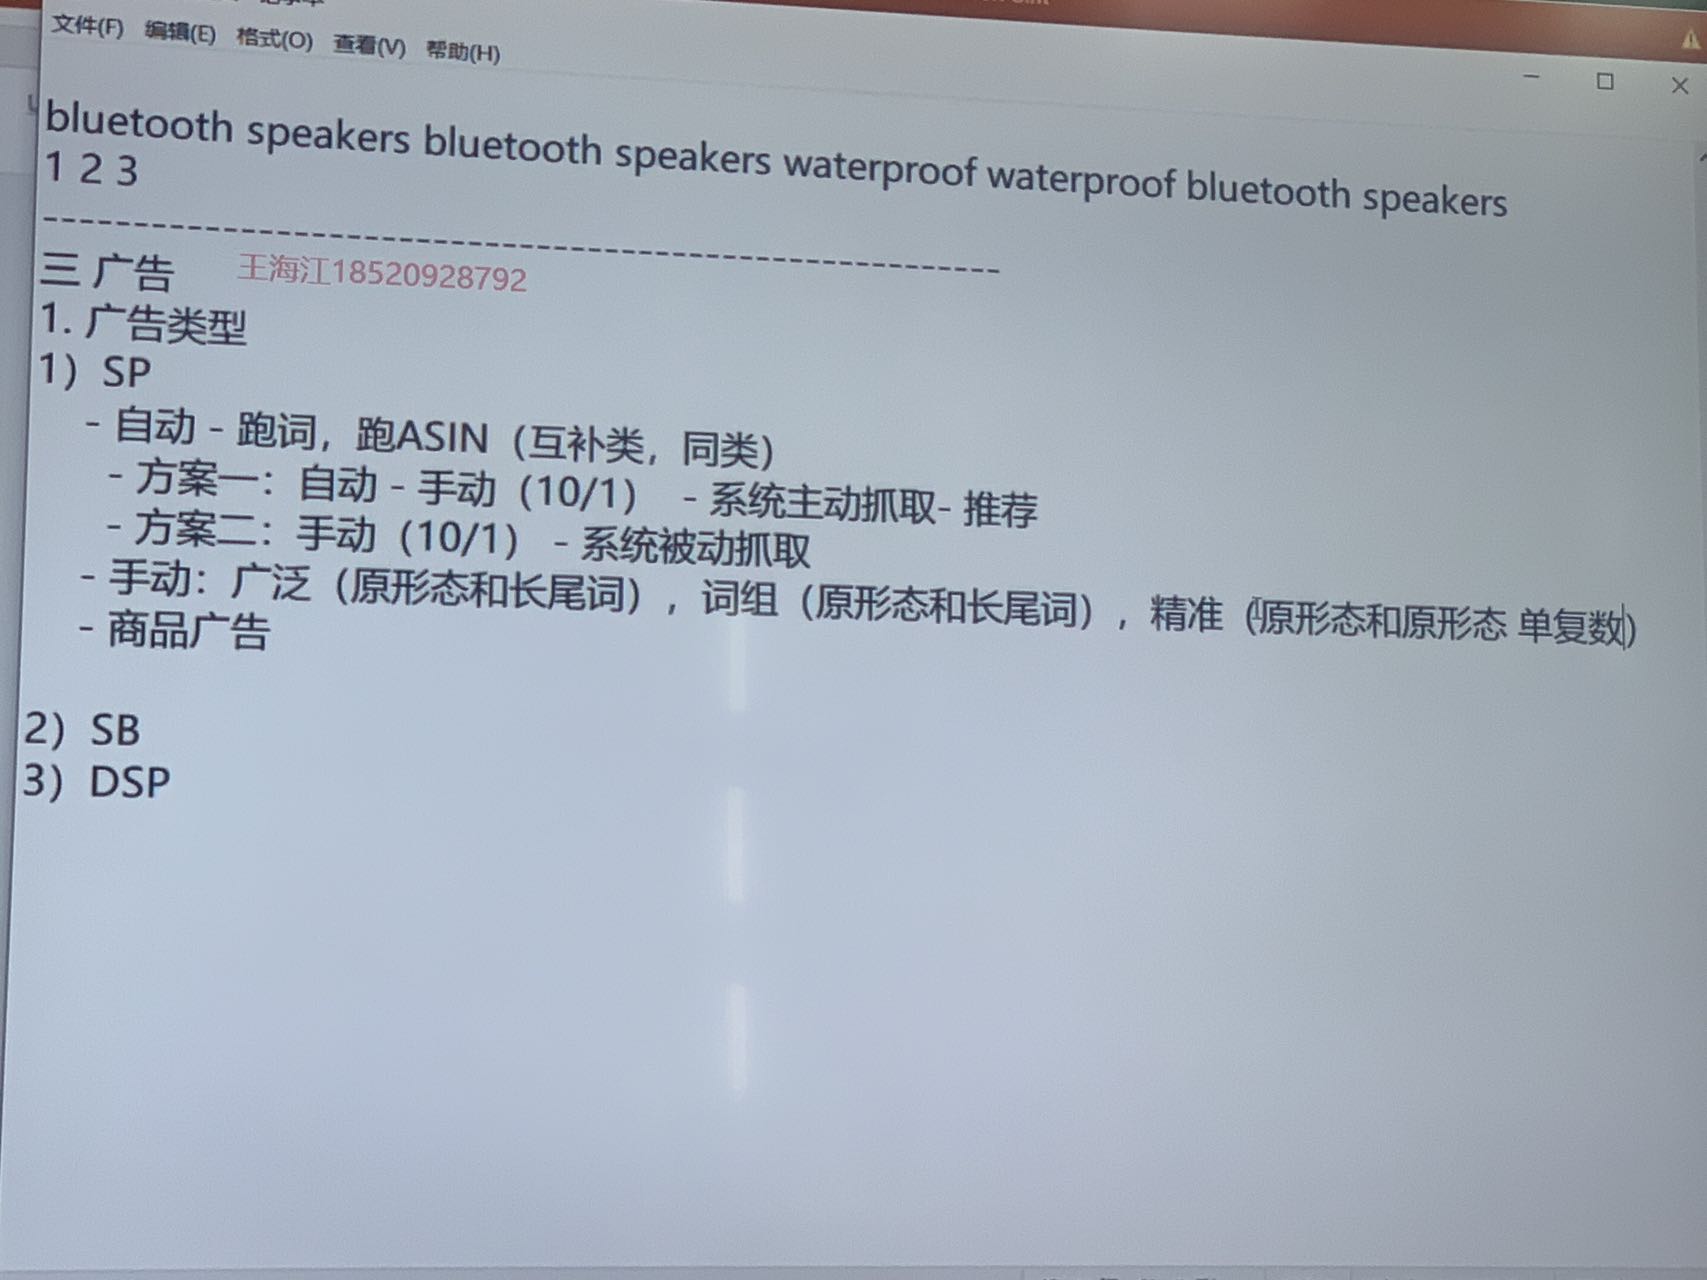 文件(F) 编辑(E) 格式(O) 查看(V) 帮助(H)
bluetooth speakers bluetooth speakers waterproof waterproof bluetooth speakers
1 2 3
------------------------------------------------------
三 广告
王海江18520928792
1. 广告类型
1）SP
- 自动 - 跑词，跑ASIN（互补类，同类）
- 方案一：自动 - 手动（10/1） - 系统主动抓取- 推荐
- 方案二：手动（10/1） - 系统被动抓取
- 手动：广泛（原形态和长尾词），词组（原形态和长尾词），精准（原形态和原形态 单复数）
- 商品广告
2）SB
3）DSP